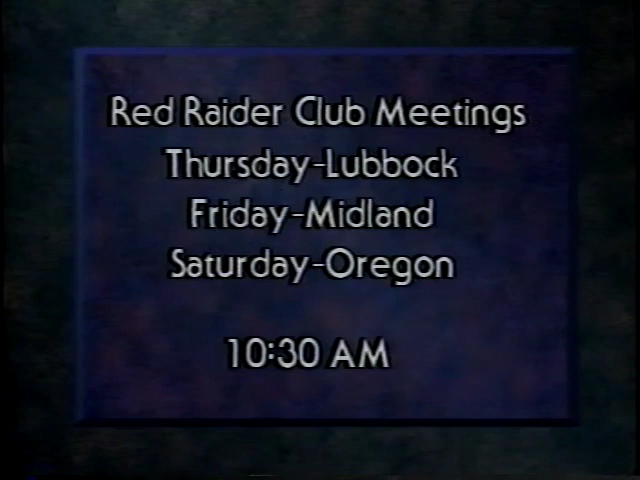 Red Raider Club Meetings
Thursday-Lubbock
Friday-Midland
Saturday-Oregon
10:30 AM